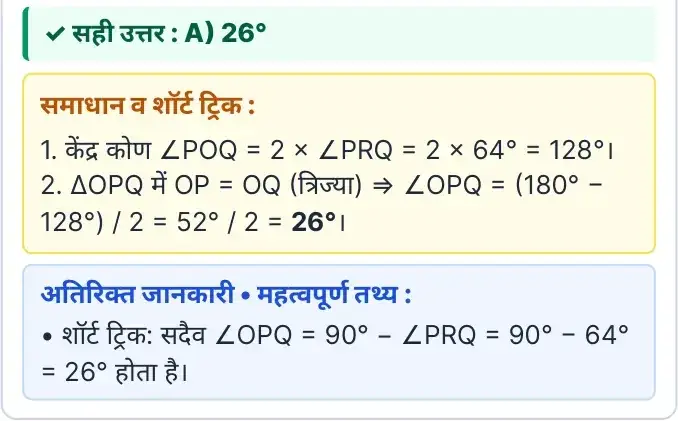 ✓ सही उत्तर : A) 26°
समाधान व शॉर्ट ट्रिक :
1. केंद्र कोण ∠POQ = 2 × ∠PRQ = 2 × 64° = 128°।
2. ΔOPQ में OP = OQ (त्रिज्या) ⇒ ∠OPQ = (180° −
128°) / 2 = 52° / 2 = 26°।
अतिरिक्त जानकारी • महत्वपूर्ण तथ्य :
• शॉर्ट ट्रिक: सदैव ∠OPQ = 90° − ∠PRQ = 90° − 64°
= 26° होता है।